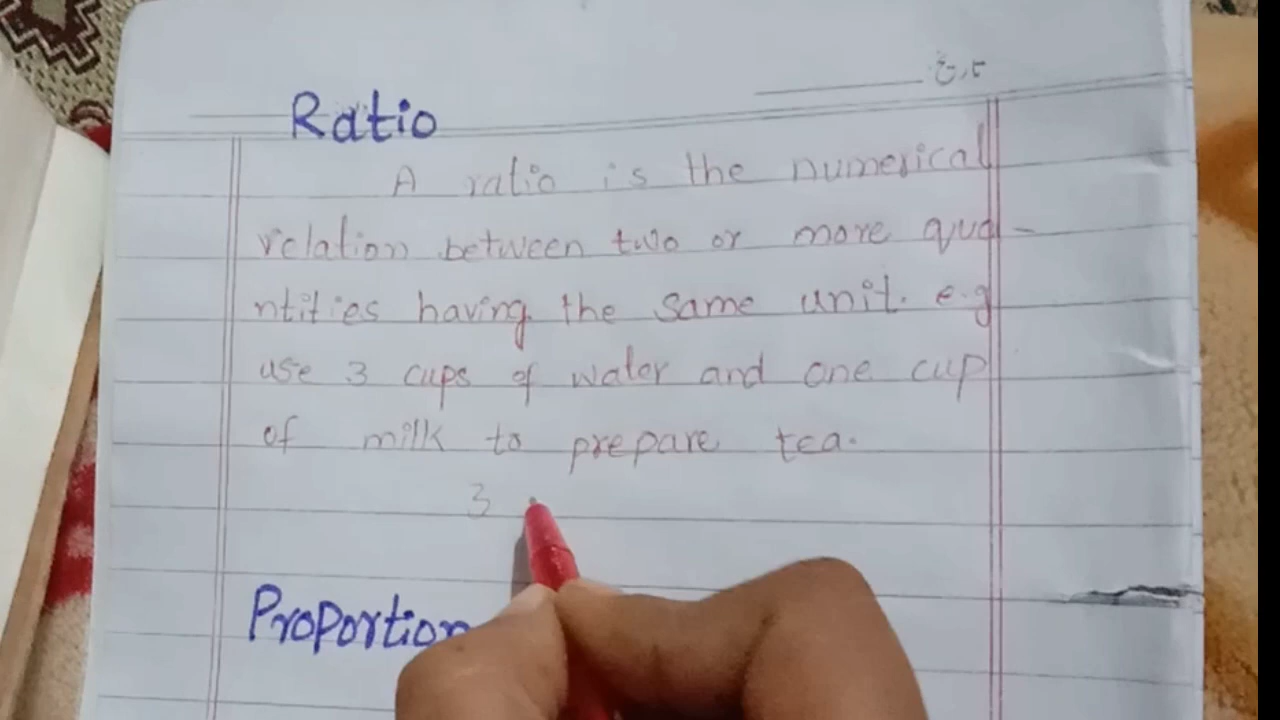 Ratio
A ratio is the numerical
relation between two or more qua-
ntities having the same unit. e.g
use 3 cups of water and one cup
of milk to prepare tea.
3
Proportion